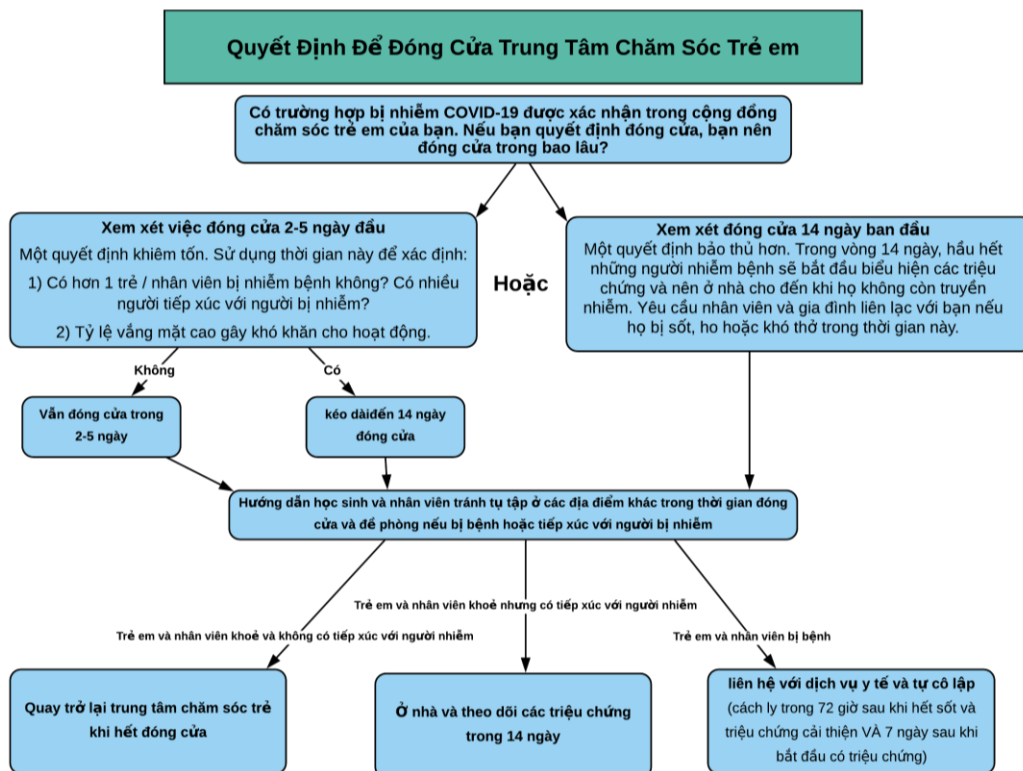 Quyết Định Để Đóng Cửa Trung Tâm Chăm Sóc Trẻ em
Có trường hợp bị nhiễm COVID-19 được xác nhận trong cộng đồng
chăm sóc trẻ em của bạn. Nếu bạn quyết định đóng cửa, bạn nên
đóng cửa trong bao lâu?
Xem xét việc đóng cửa 2-5 ngày đầu
Một quyết định khiêm tốn. Sử dụng thời gian này để xác định:
1) Có hơn 1 trẻ / nhân viên bị nhiễm bệnh không? Có nhiều
người tiếp xúc với người bị nhiễm?
2) Tỷ lệ vắng mặt cao gây khó khăn cho hoạt động.
Hoặc
Xem xét đóng cửa 14 ngày ban đầu
Một quyết định bảo thủ hơn. Trong vòng 14 ngày, hầu hết
những người nhiễm bệnh sẽ bắt đầu biểu hiện các triệu
chứng và nên ở nhà cho đến khi họ không còn truyền
nhiễm. Yêu cầu nhân viên và gia đình liên lạc với bạn nếu
họ bị sốt, ho hoặc khó thở trong thời gian này.
Không
Có
Vẫn đóng cửa trong
2-5 ngày
kéo dàiđến 14 ngày
đóng cửa
Hướng dẫn học sinh và nhân viên tránh tụ tập ở các địa điểm khác trong thời gian đóng
cửa và đề phòng nếu bị bệnh hoặc tiếp xúc với người bị nhiễm
Trẻ em và nhân viên khoẻ nhưng có tiếp xúc với người nhiễm
Trẻ em và nhân viên khoẻ và không có tiếp xúc với người nhiễm
Trẻ em và nhân viên bị bệnh
Quay trở lại trung tâm chăm sóc trẻ
khi hết đóng cửa
Ở nhà và theo dõi các triệu chứng
trong 14 ngày
liên hệ với dịch vụ y tế và tự cô lập
(cách ly trong 72 giờ sau khi hết sốt và
triệu chứng cải thiện VÀ 7 ngày sau khi
bắt đầu có triệu chứng)